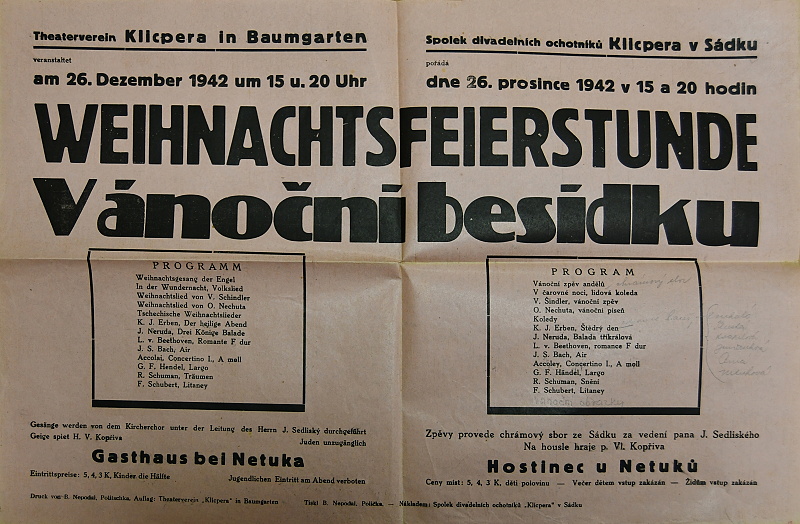 Theaterverein Klicpera in Baumgarten
veranstaltet
am 26. Dezember 1942 um 15 u. 20 Uhr
Spolek divadelních ochotníků Klicpera v Sádku
pořádá
dne 26. prosince 1942 v 15 a 20 hodin
WEIHNACHTSFEIERSTUNDE
Vánoční besídku
PROGRAMM
Weihnachtsgesang der Engel
In der Wundernacht, Volkslied
Weihnachtslied von V. Schindler
Weihnachtslied von O. Nechuta
Tschechische Weihnachtslieder
K. J. Erben, Der heilige Abend
J. Neruda, Drei Könige Balade
L. v. Beethoven, Romante F dur
J. S. Bach, Air
Accolai, Concertino I., A moll
G. F. Hendel, Largo
R. Schuman, Träumen
F. Schubert, Litaney
Gesänge werden von dem Kirchenchor unter der Leitung des Herrn J. Sedliský durchgeführt
Geige spiet H. V. Kopřiva Juden unzugänglich
Gasthaus bei Netuka
Eintrittspreise: 5, 4, 3 K, Kinder die Hälfte Jugendlichen Eintritt am Abend verboten
PROGRAM
Vánoční zpěv andělů chrámový sbor
V čarovné noci, lidová koleda
V. Šindler, vánoční zpěv
O. Nechuta, vánoční píseň
Koledy
K. J. Erben, Štědrý den
J. Neruda, Balada tříkrálová
L. v. Beethoven, romance F dur
J. S. Bach, Air
Accoley, Concertino I., A moll
G. F. Händel, Largo
R. Schuman, Snění
F. Schubert, Litaney
Vánoční
Zpěvy provede chrámový sbor ze Sádku za vedení pana J. Sedliského
Na housle hraje p. Vl. Kopřiva
Hostinec u Netuků
Ceny míst: 5, 4, 3 K, děti polovinu — Večer dětem vstup zakázán — Židům vstup zakázán
Druck von B. Nepodal, Politschka. Auflag: Theaterverein „Klicpera" in Baumgarten Tiskl B. Nepodal, Polička. — Nákladem: Spolek divadelních ochotníků „Klicpera" v Sádku